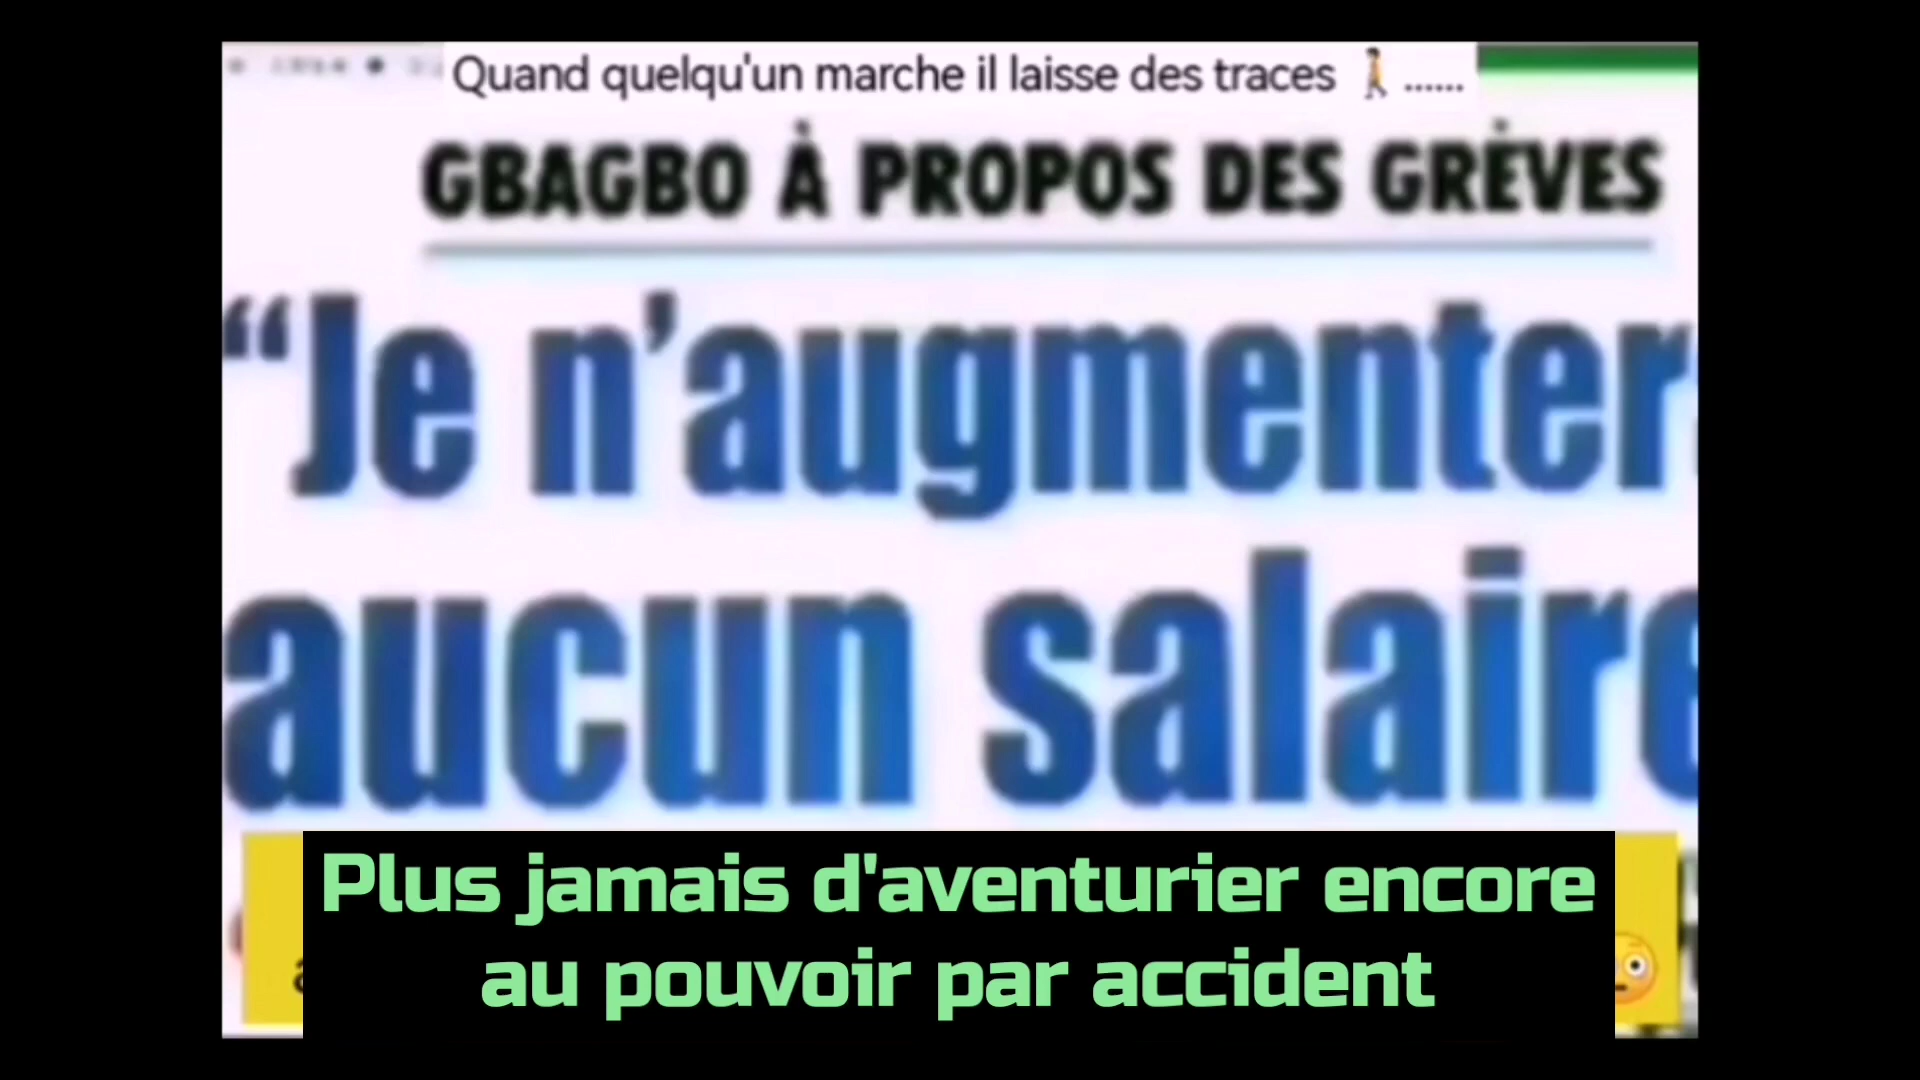 Quand quelqu'un marche il laisse des traces 🚶......
GBAGBO À PROPOS DES GRÈVES
“Je n’augmenter
aucun salaire
Plus jamais d'aventurier encore
au pouvoir par accident